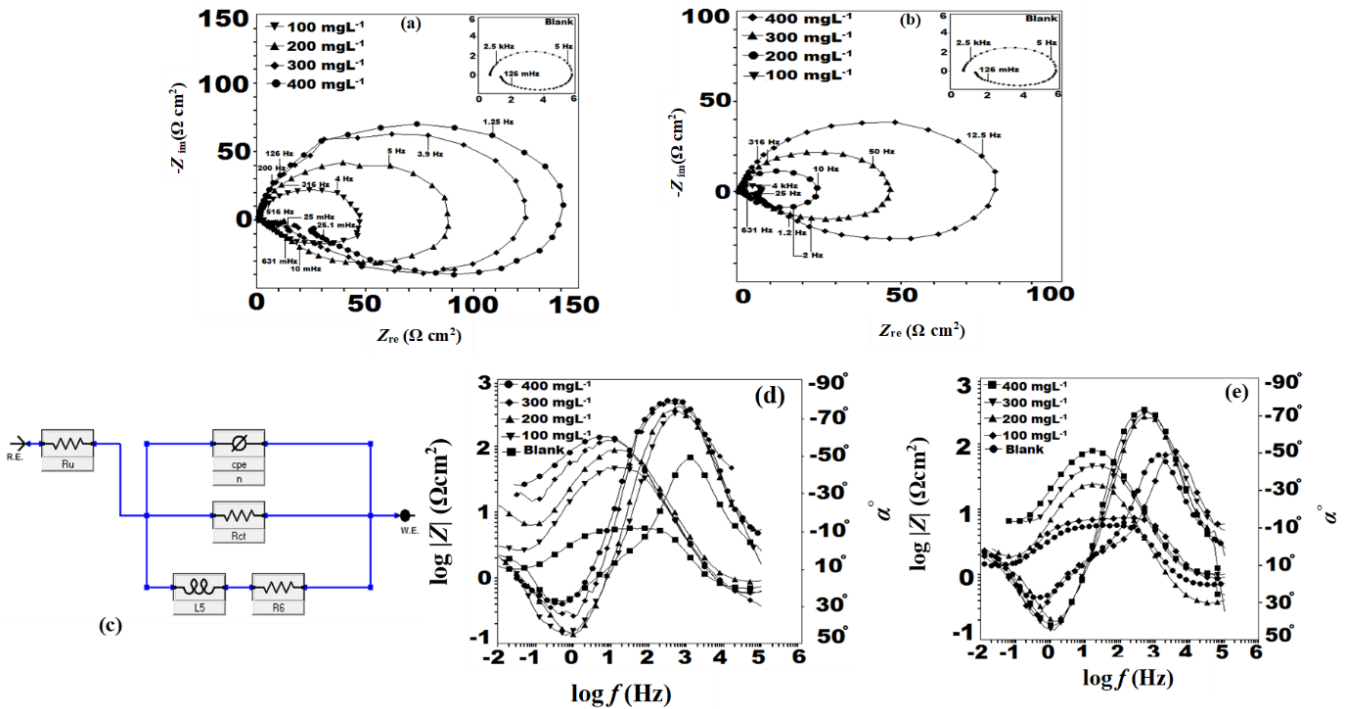 (a)
-Zim(Ω cm²)
150
100
50
0
100 mgL⁻¹
200 mgL⁻¹
300 mgL⁻¹
400 mgL⁻¹
Blank
6
4
2
0
2.5 kHz
5 Hz
126 mHz
0 2 4 6
1.25 Hz
126 Hz
200 Hz
3.9 Hz
5 Hz
316 Hz
4 Hz
516 Hz
25 mHz
25.1 mHz
631 mHz
10 mHz
0 50 100 150
Zre (Ω cm²)
(b)
-Zim(Ω cm²)
100
80
40
0
400 mgL⁻¹
300 mgL⁻¹
200 mgL⁻¹
100 mgL⁻¹
Blank
6
4
2
0
2.5 kHz
5 Hz
126 mHz
0 2 4 6
316 Hz
12.5 Hz
50 Hz
10 Hz
4 kHz
25 Hz
631 Hz
1.2 Hz
2 Hz
0 50 100
Zre (Ω cm²)
R.E.
Ru
cpe
n
Rct
L5
R6
W.E.
(c)
(d)
log |Z| (Ωcm²)
3
2
1
0
-1
400 mgL⁻¹
300 mgL⁻¹
200 mgL⁻¹
100 mgL⁻¹
Blank
-90°
-70°
-50°
-30°
-10°
10°
30°
50°
α°
-2 -1 0 1 2 3 4 5 6
log f (Hz)
(e)
log |Z| (Ωcm²)
3
2
1
0
-1
400 mgL⁻¹
300 mgL⁻¹
200 mgL⁻¹
100 mgL⁻¹
Blank
-90°
-70°
-50°
-30°
-10°
10°
30°
50°
α°
-2 -1 0 1 2 3 4 5 6
log f (Hz)